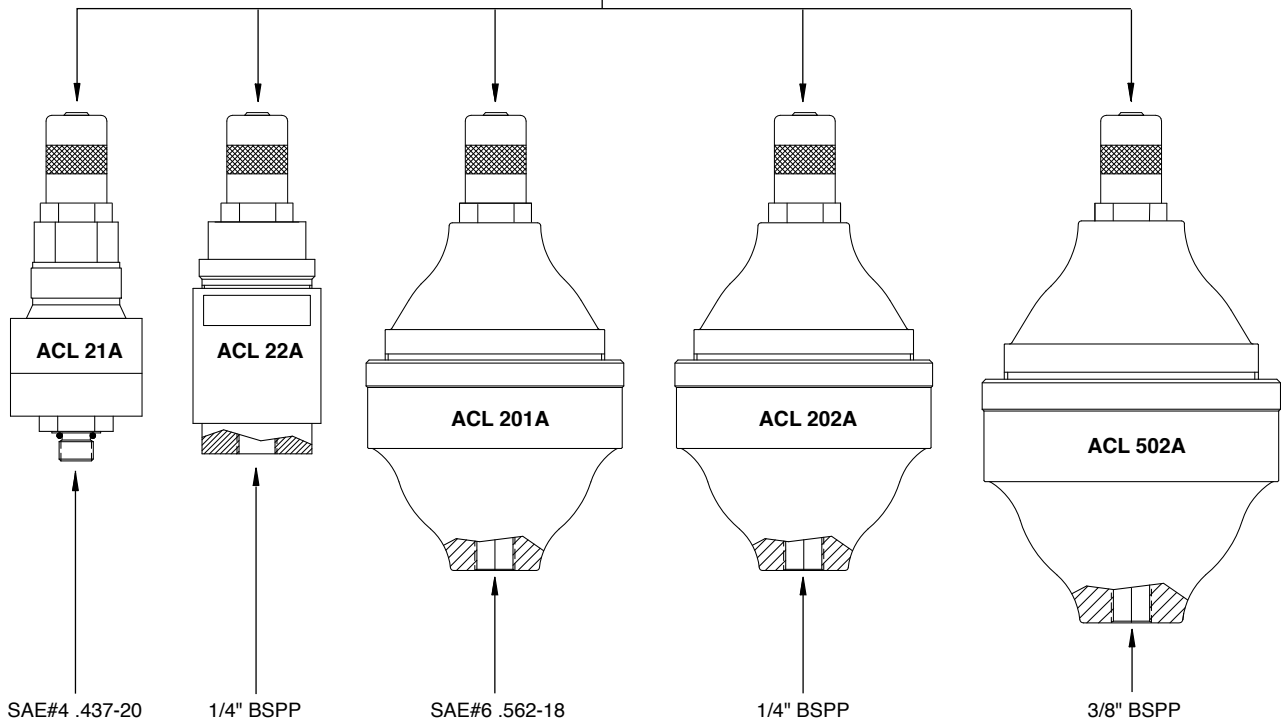 ACL 21A
ACL 22A
ACL 201A
ACL 202A
ACL 502A
SAE#4 .437-20
1/4" BSPP
SAE#6 .562-18
1/4" BSPP
3/8" BSPP